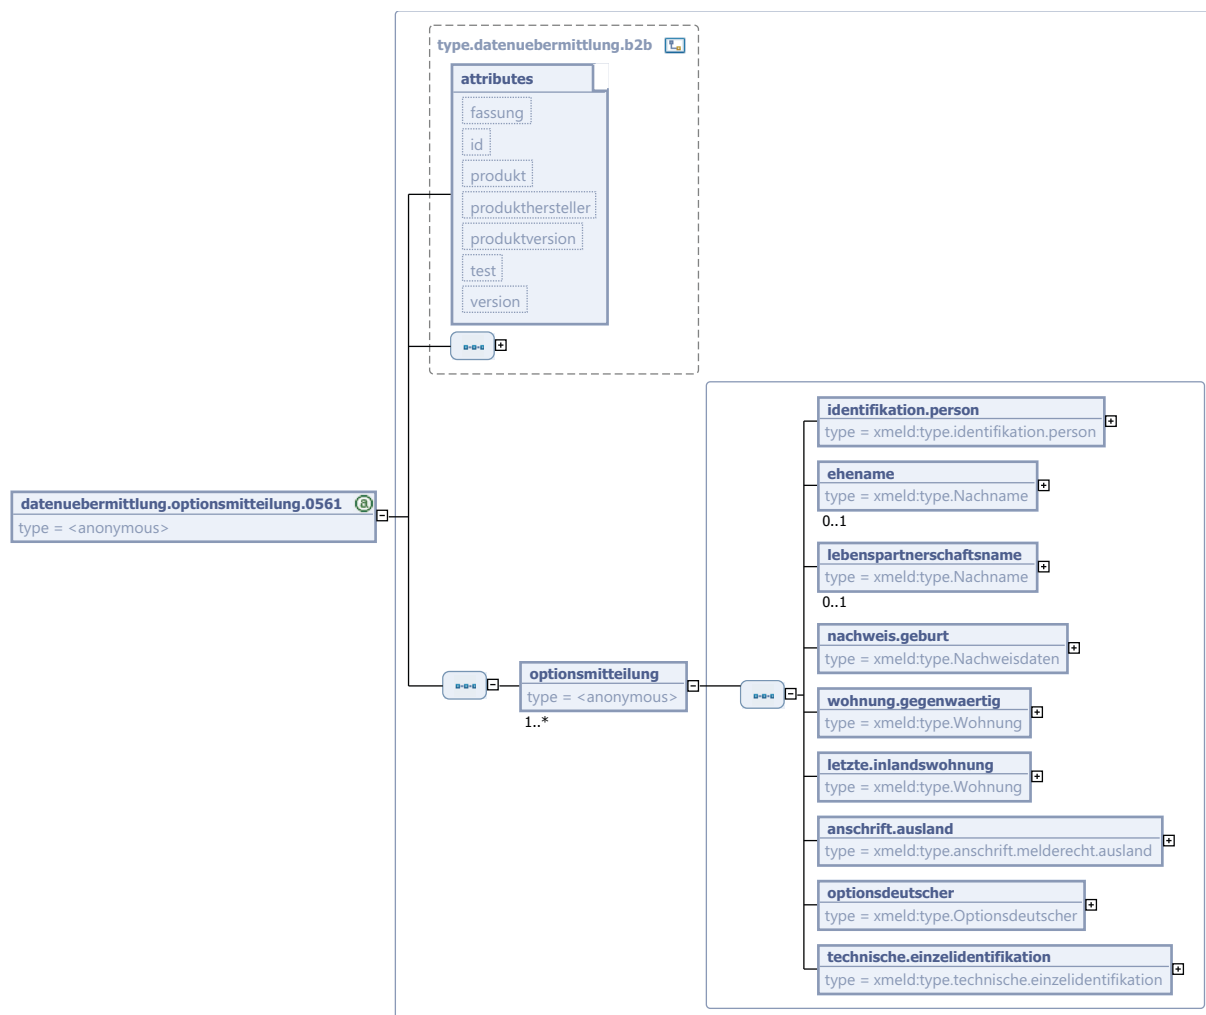 type.datenuebermittlung.b2b
attributes
fassung
id
produkt
produkthersteller
produktversion
test
version
datenuebermittlung.optionsmitteilung.0561 a
type = <anonymous>
optionsmitteilung
type = <anonymous>
1..*
identifikation.person
type = xmeld:type.identifikation.person
ehename
type = xmeld:type.Nachname
0..1
lebenspartnerschaftsname
type = xmeld:type.Nachname
0..1
nachweis.geburt
type = xmeld:type.Nachweisdaten
wohnung.gegenwaertig
type = xmeld:type.Wohnung
letzte.inlandswohnung
type = xmeld:type.Wohnung
anschrift.ausland
type = xmeld:type.anschrift.melderecht.ausland
optionsdeutscher
type = xmeld:type.Optionsdeutscher
technische.einzelidentifikation
type = xmeld:type.technische.einzelidentifikation